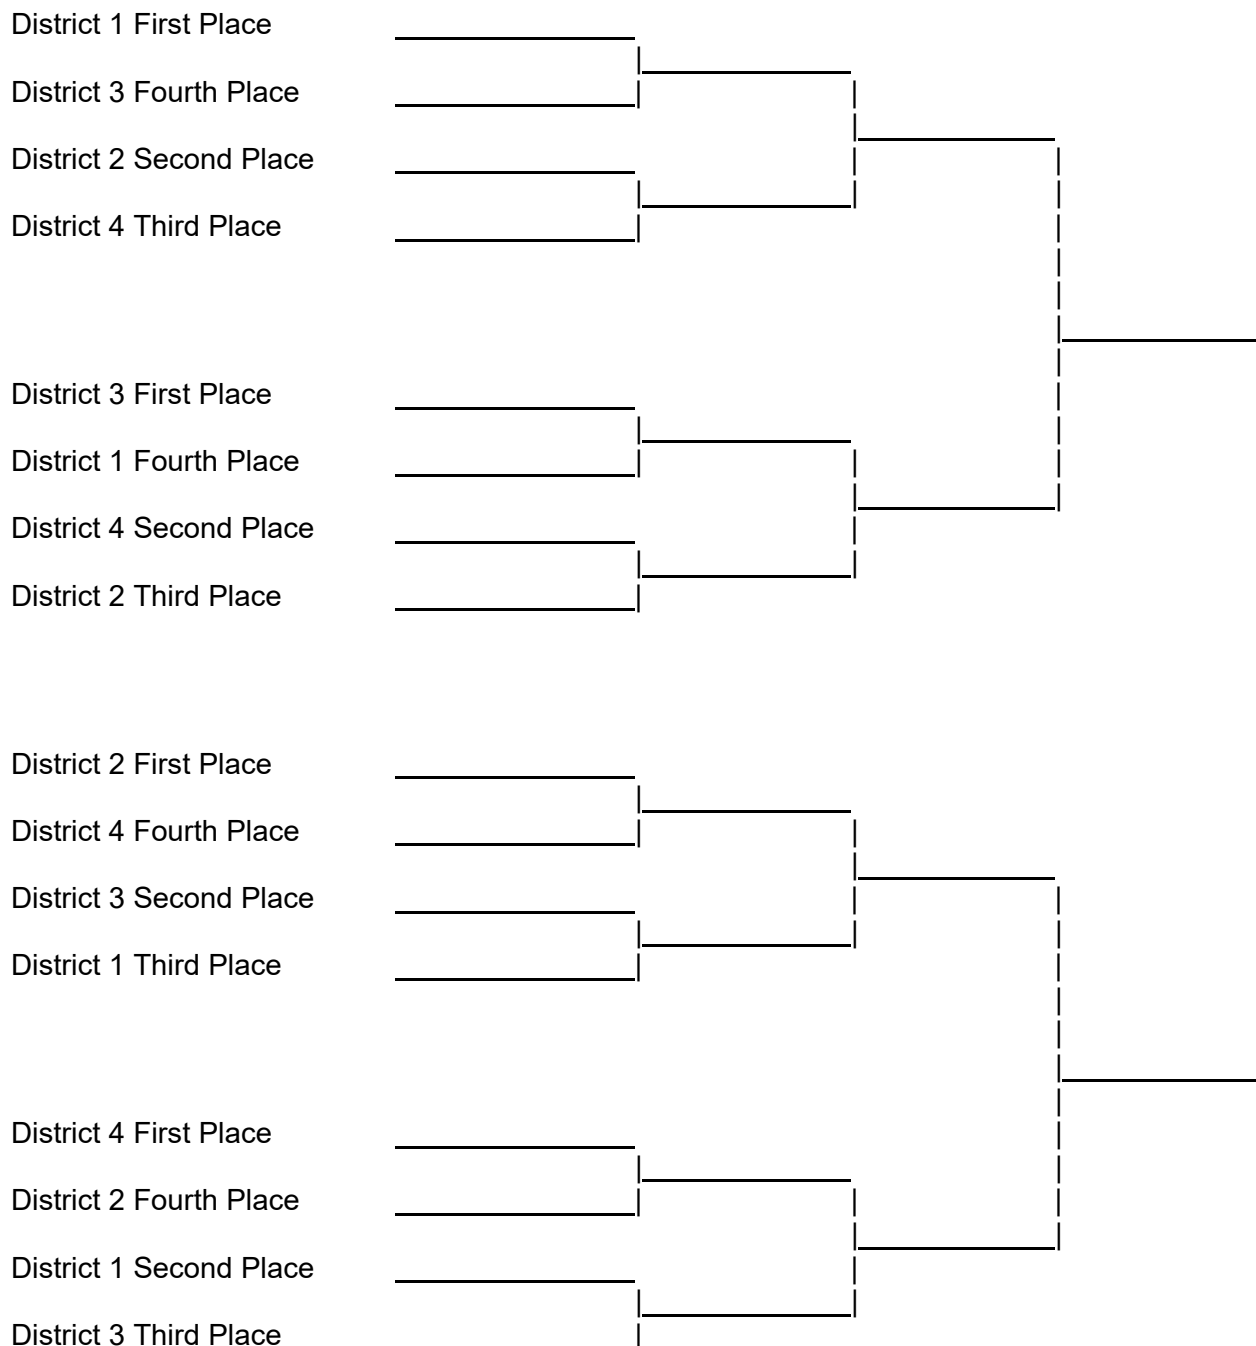 District 1 First Place
District 3 Fourth Place
District 2 Second Place
District 4 Third Place
District 3 First Place
District 1 Fourth Place
District 4 Second Place
District 2 Third Place
District 2 First Place
District 4 Fourth Place
District 3 Second Place
District 1 Third Place
District 4 First Place
District 2 Fourth Place
District 1 Second Place
District 3 Third Place